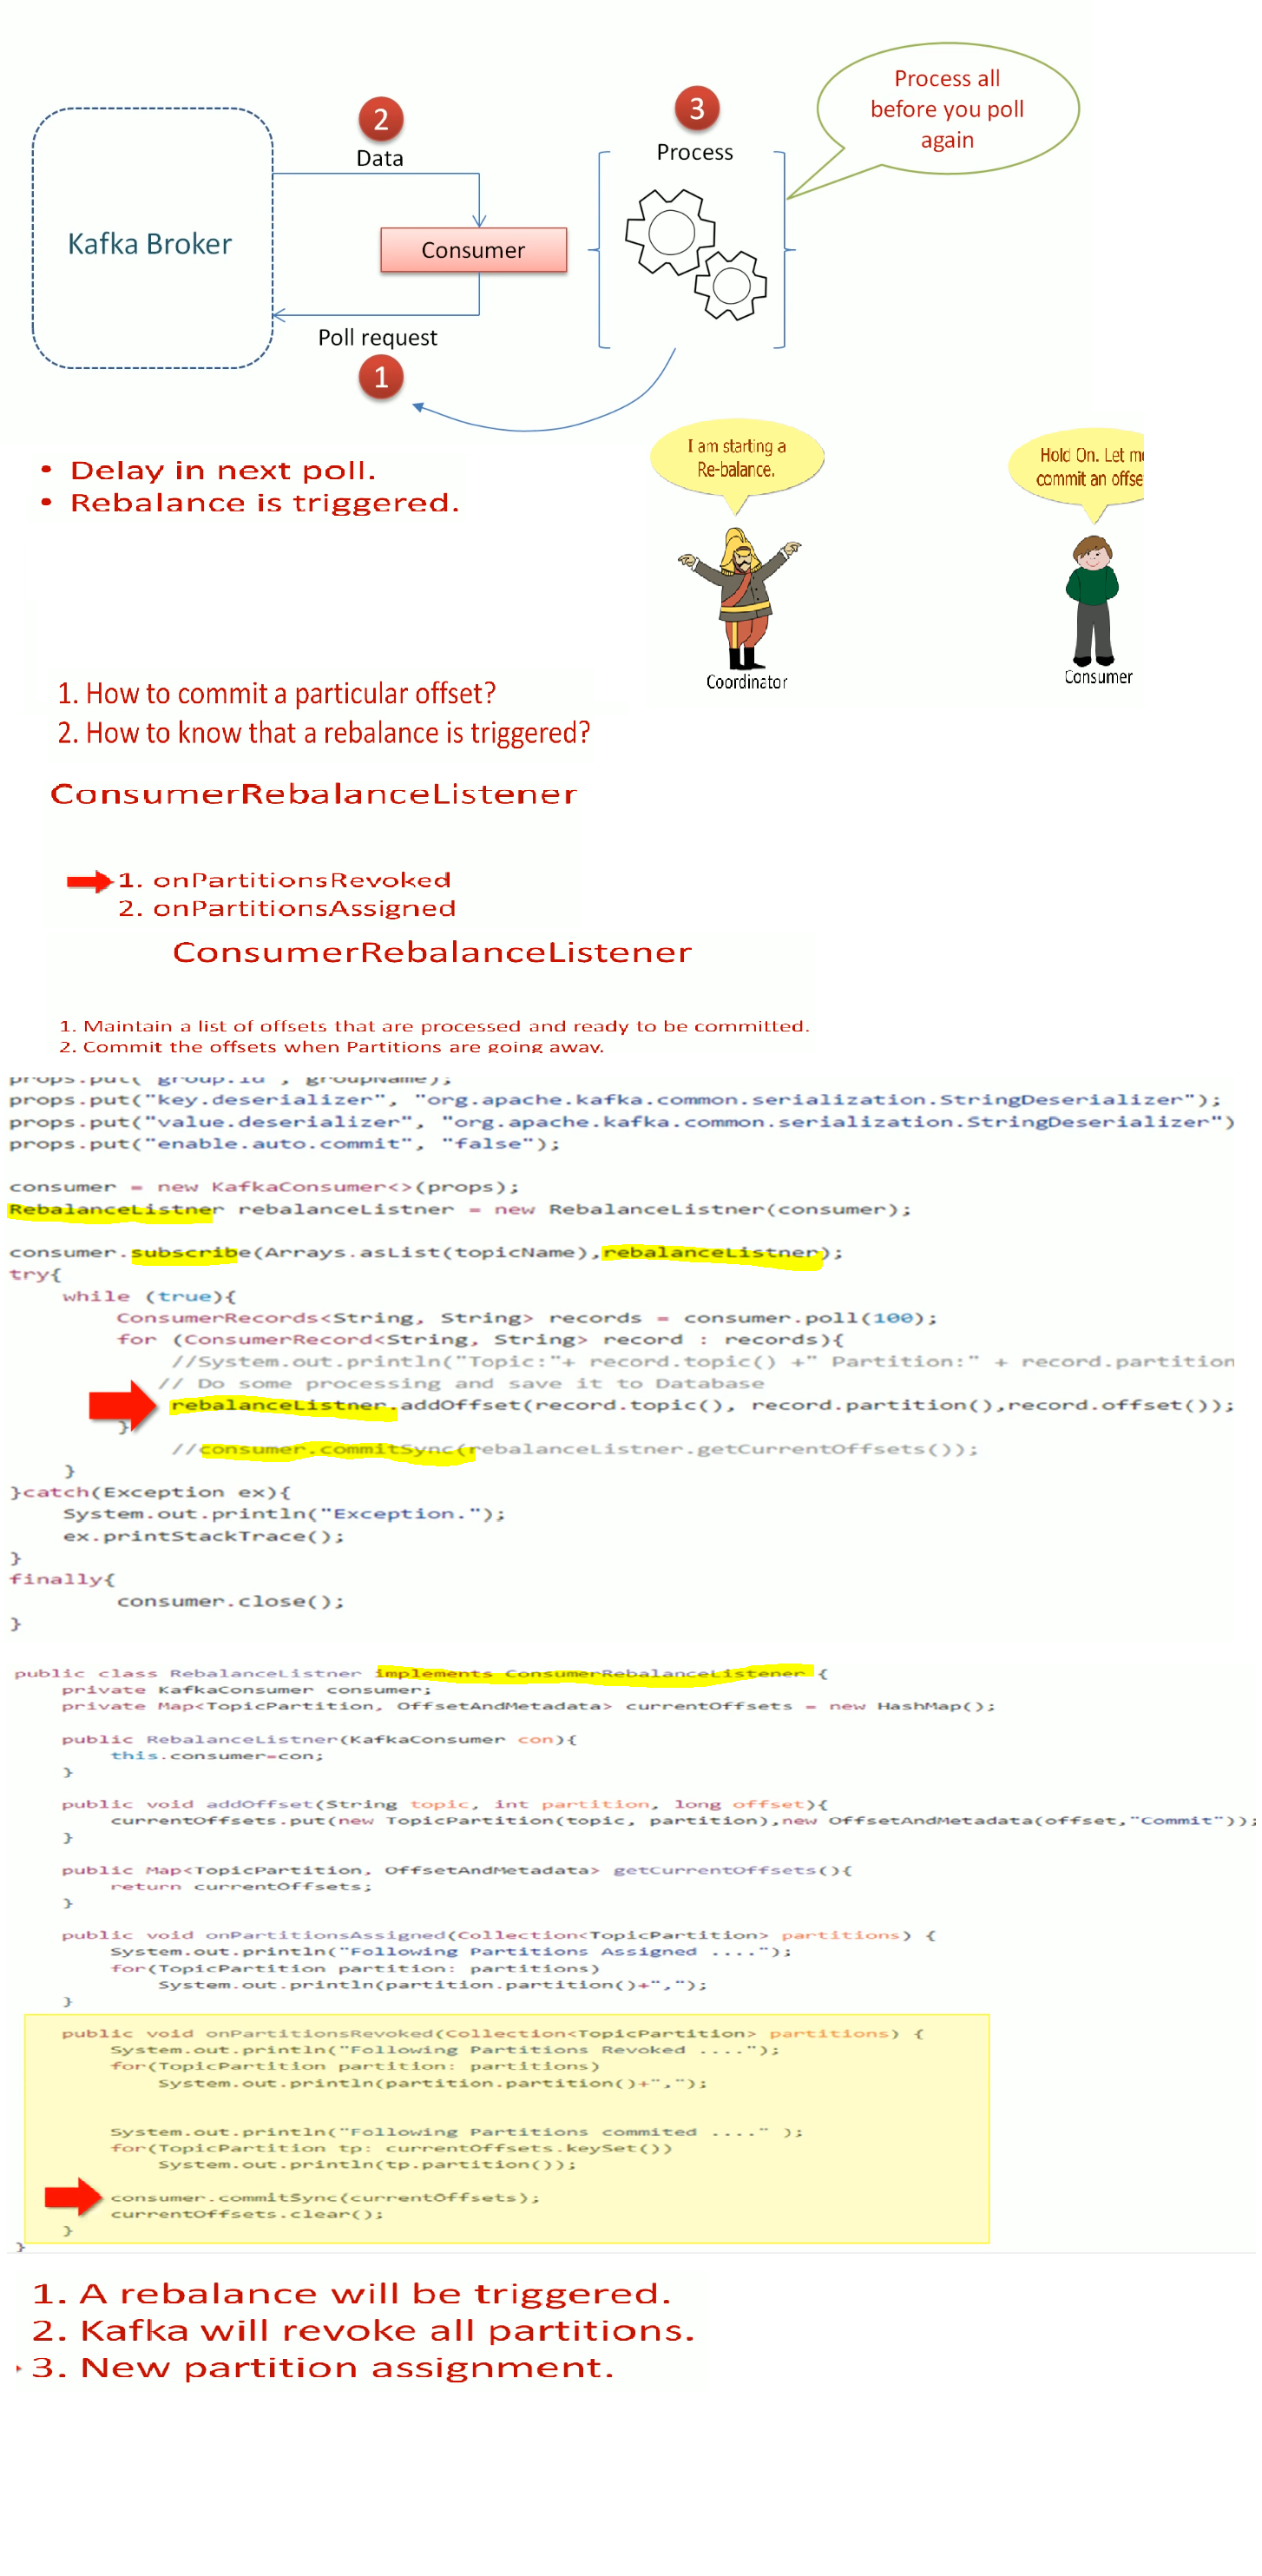 Process all
before you poll
again
2
3
Data
Process
Kafka Broker
Consumer
Poll request
1
I am starting a
Re-balance.
Hold On. Let
commit an
• Delay in next poll.
• Rebalance is triggered.
Coordinator
Consumer
1. How to commit a particular offset?
2. How to know that a rebalance is triggered?
ConsumerRebalanceListener
1. onPartitionsRevoked
2. onPartitionsAssigned
ConsumerRebalanceListener
1. Maintain a list of offsets that are processed and ready to be committed.
2. Commit the offsets when Partitions are going away.
props.put("group.id", groupName);
props.put("key.deserializer", "org.apache.kafka.common.serialization.StringDeserializer");
props.put("value.deserializer", "org.apache.kafka.common.serialization.StringDeserializer")
props.put("enable.auto.commit", "false");
consumer = new KafkaConsumer<>(props);
RebalanceListner rebalanceListner = new RebalanceListner(consumer);
consumer.subscribe(Arrays.asList(topicName),rebalanceListner);
try{
while (true){
ConsumerRecords<String, String> records = consumer.poll(100);
for (ConsumerRecord<String, String> record : records){
//System.out.println("Topic:"+ record.topic() +" Partition:" + record.partition
// Do some processing and save it to Database
rebalanceListner.addOffset(record.topic(), record.partition(),record.offset());
}
//consumer.commitSync(rebalanceListner.getCurrentOffsets());
}
}catch(Exception ex){
System.out.println("Exception.");
ex.printStackTrace();
}
finally{
consumer.close();
}
public class RebalanceListner implements ConsumerRebalanceListener {
private KafkaConsumer consumer;
private Map<TopicPartition, OffsetAndMetadata> currentOffsets = new HashMap();
public RebalanceListner(KafkaConsumer con){
this.consumer=con;
}
public void addOffset(String topic, int partition, long offset){
currentOffsets.put(new TopicPartition(topic, partition),new OffsetAndMetadata(offset,"Commit"));
}
public Map<TopicPartition, OffsetAndMetadata> getCurrentOffsets(){
return currentOffsets;
}
public void onPartitionsAssigned(Collection<TopicPartition> partitions) {
System.out.println("Following Partitions Assigned ....");
for(TopicPartition partition: partitions)
System.out.println(partition.partition()+",");
}
public void onPartitionsRevoked(Collection<TopicPartition> partitions) {
System.out.println("Following Partitions Revoked ....");
for(TopicPartition partition: partitions)
System.out.println(partition.partition()+",");
System.out.println("Following Partitions commited ...." );
for(TopicPartition tp: currentOffsets.keySet())
System.out.println(tp.partition());
consumer.commitSync(currentOffsets);
currentOffsets.clear();
}
}
1. A rebalance will be triggered.
2. Kafka will revoke all partitions.
3. New partition assignment.